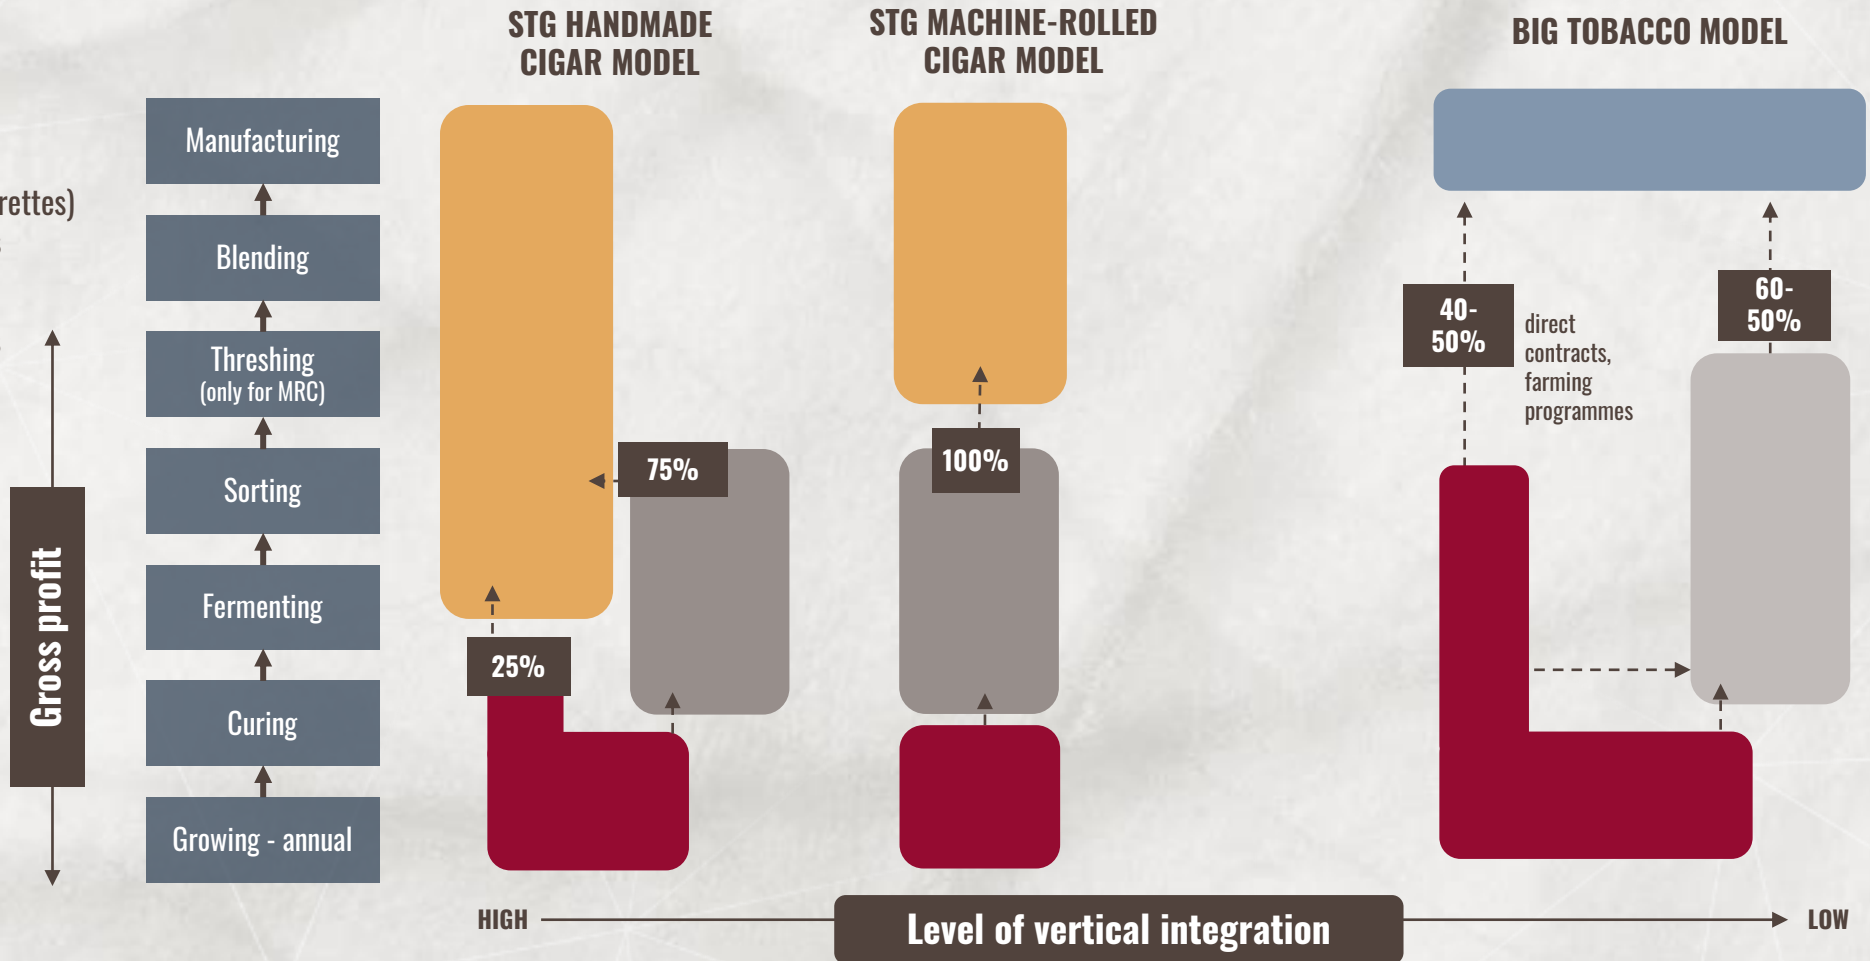 STG HANDMADE
CIGAR MODEL
STG MACHINE-ROLLED
CIGAR MODEL
BIG TOBACCO MODEL
rettes)
Manufacturing
Blending
Threshing
(only for MRC)
Sorting
Fermenting
Curing
Growing - annual
Gross profit
75%
25%
100%
40-
50%
direct
contracts,
farming
programmes
60-
50%
HIGH
Level of vertical integration
LOW